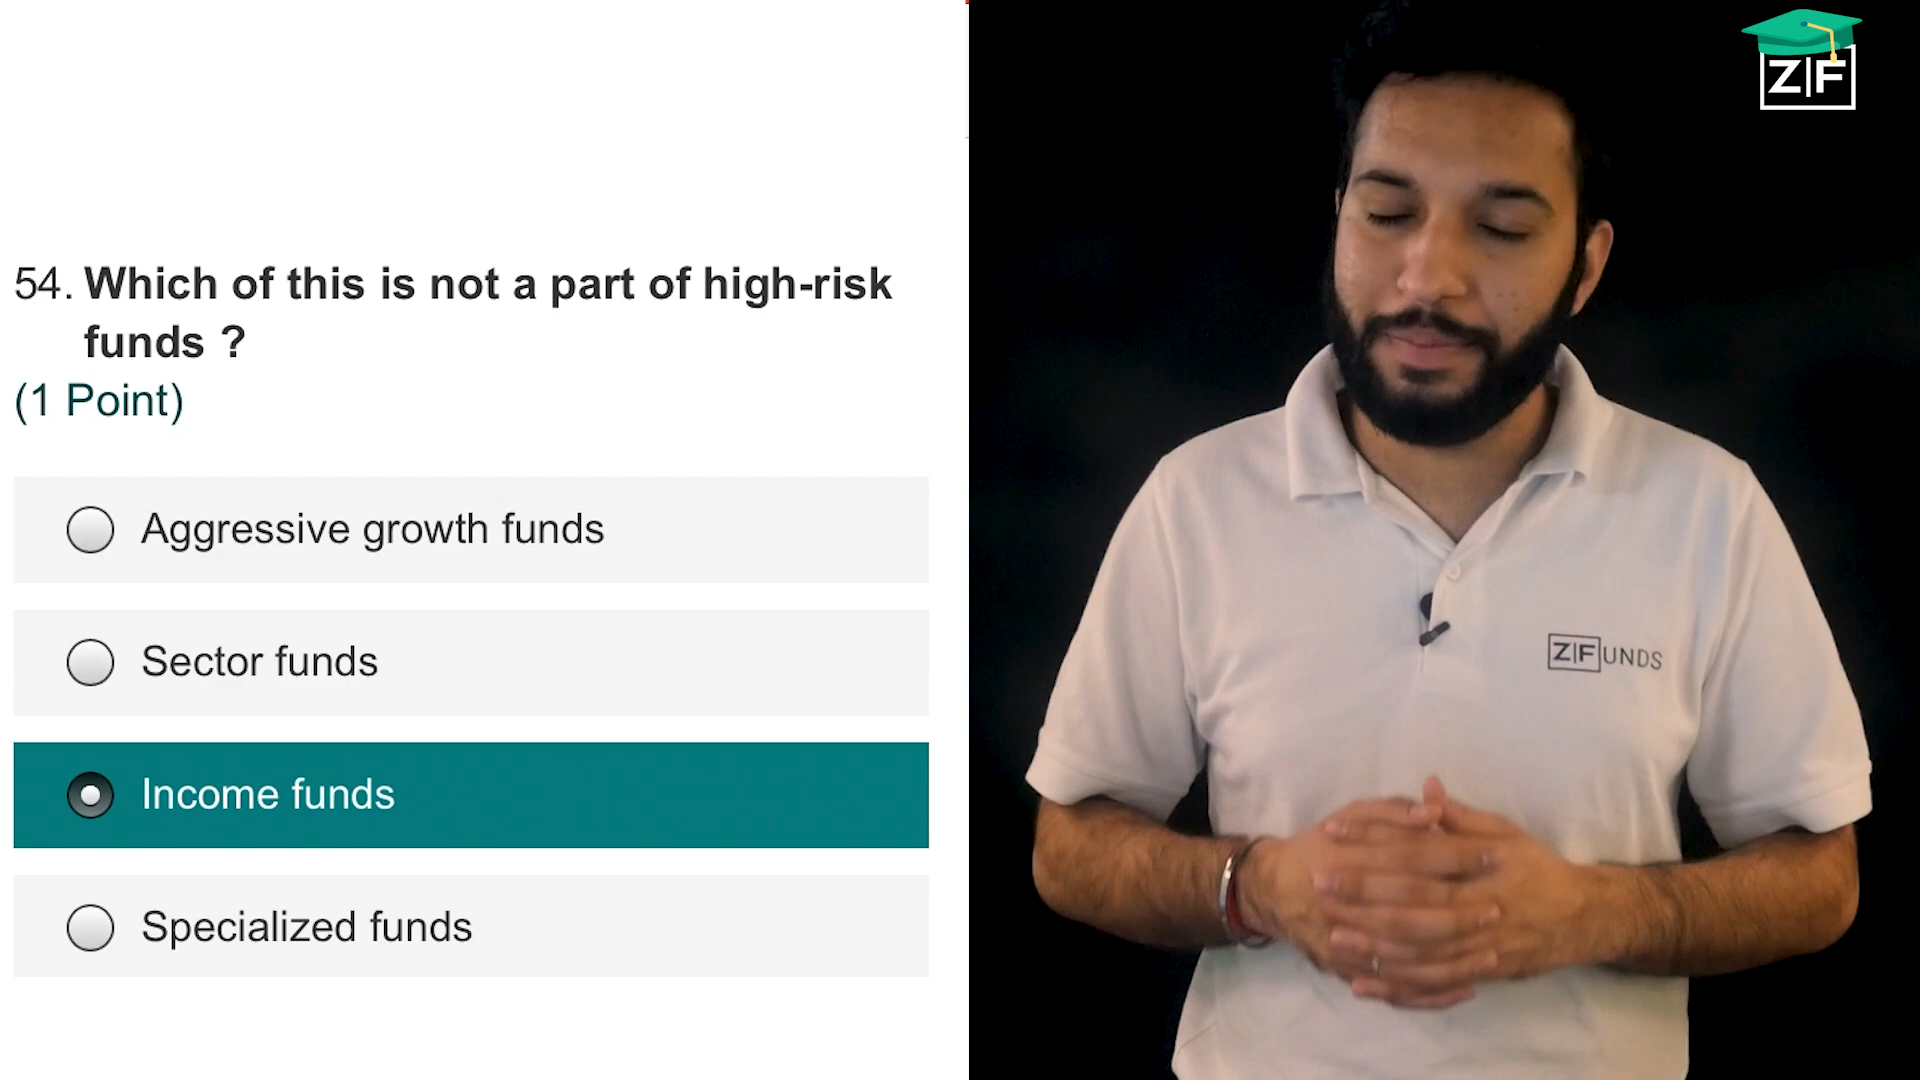 54. Which of this is not a part of high-risk
funds ?
(1 Point)
Aggressive growth funds
Sector funds
Income funds
Specialized funds
Z|F
Z|FUNDS